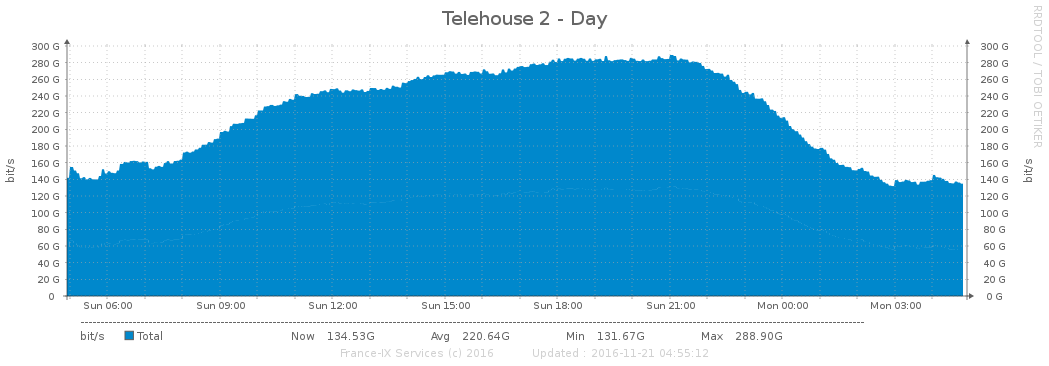 Telehouse 2 - Day
RRDTOOL / TOBI OETIKER
bit/s
300 G 300 G
280 G 280 G
260 G 260 G
240 G 240 G
220 G 220 G
200 G 200 G
180 G 180 G
160 G 160 G
140 G 140 G
120 G 120 G
100 G 100 G
80 G 80 G
60 G 60 G
40 G 40 G
20 G 20 G
0 0 G
bit/s
Sun 06:00 Sun 09:00 Sun 12:00 Sun 15:00 Sun 18:00 Sun 21:00 Mon 00:00 Mon 03:00
bit/s Total Now 134.53G Avg 220.64G Min 131.67G Max 288.90G
France-IX Services (c) 2016 Updated : 2016-11-21 04:55:12